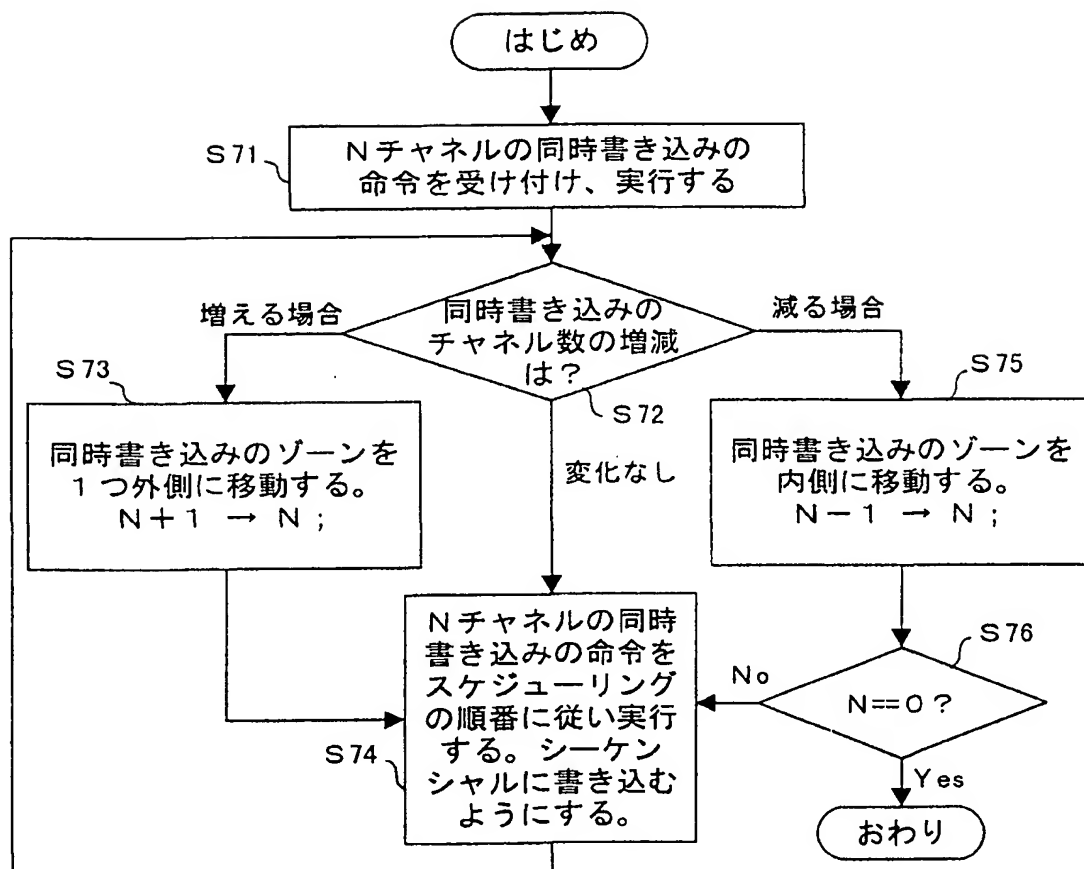 はじめ
S71
Nチャネルの同時書き込みの
命令を受け付け、実行する
増える場合
同時書き込みの
チャネル数の増減
は?
減る場合
S72
S73
同時書き込みのゾーンを
1つ外側に移動する。
N+1 → N;
変化なし
S75
同時書き込みのゾーンを
内側に移動する。
N-1 → N;
S74
Nチャネルの同時
書き込みの命令を
スケジューリング
の順番に従い実行
する。シーケン
シャルに書き込む
ようにする。
No
S76
N==0?
Yes
おわり